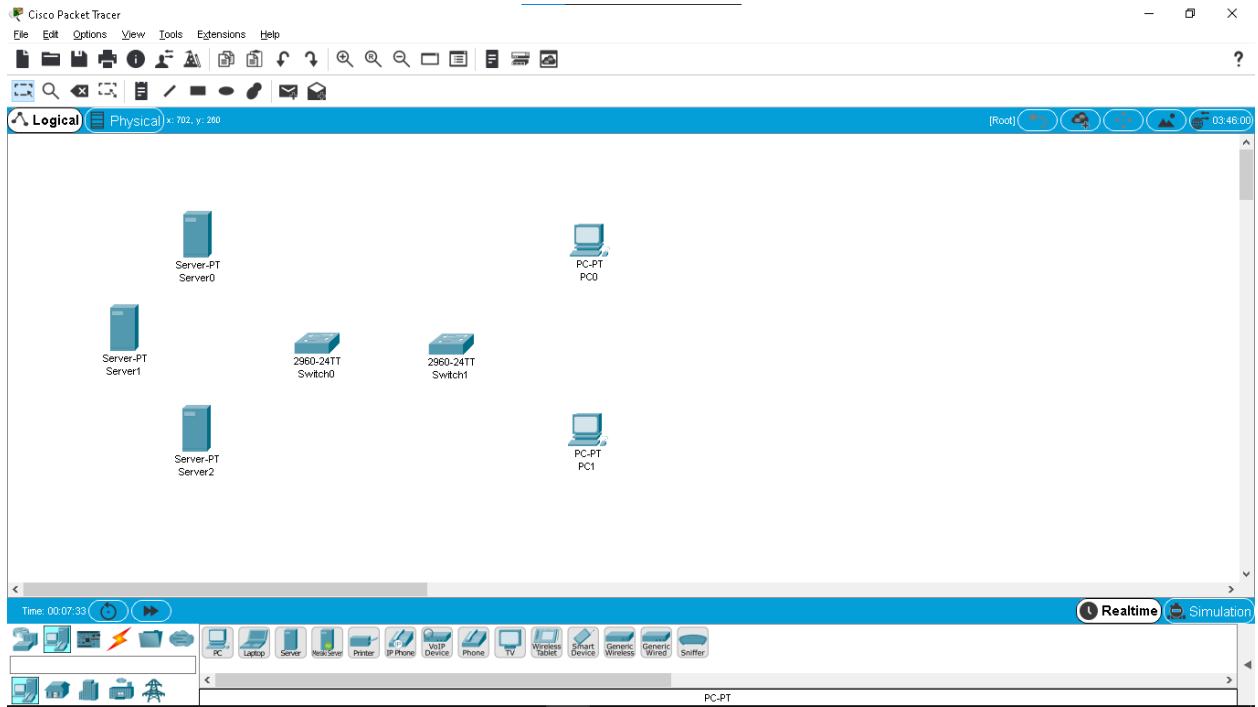 Cisco Packet Tracer
File Edit Options View Tools Extensions Help
?
Logical Physical x: 702, y: 260 [Root] 03:46:00
Server-PT
Server0
PC-PT
PC0
Server-PT
Server1
2960-24TT
Switch0
2960-24TT
Switch1
Server-PT
Server2
PC-PT
PC1
Time: 00:07:33 Realtime Simulation
PC Laptop Server Meraki Server Printer IP Phone VoIP Device Phone TV Wireless Tablet Smart Device Generic Wireless Generic Wired Sniffer
PC-PT